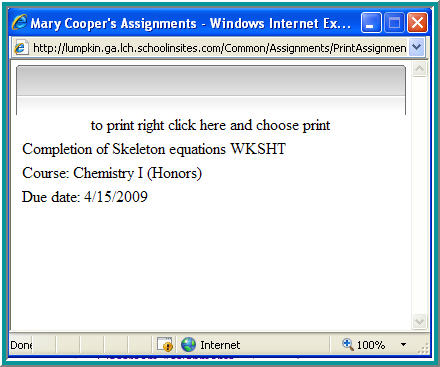 Mary Cooper's Assignments - Windows Internet Ex...
http://lumpkin.ga.lch.schoolinsites.com/Common/Assignments/PrintAssignmen
to print right click here and choose print
Completion of Skeleton equations WKSHT
Course: Chemistry I (Honors)
Due date: 4/15/2009
Done Internet 100%